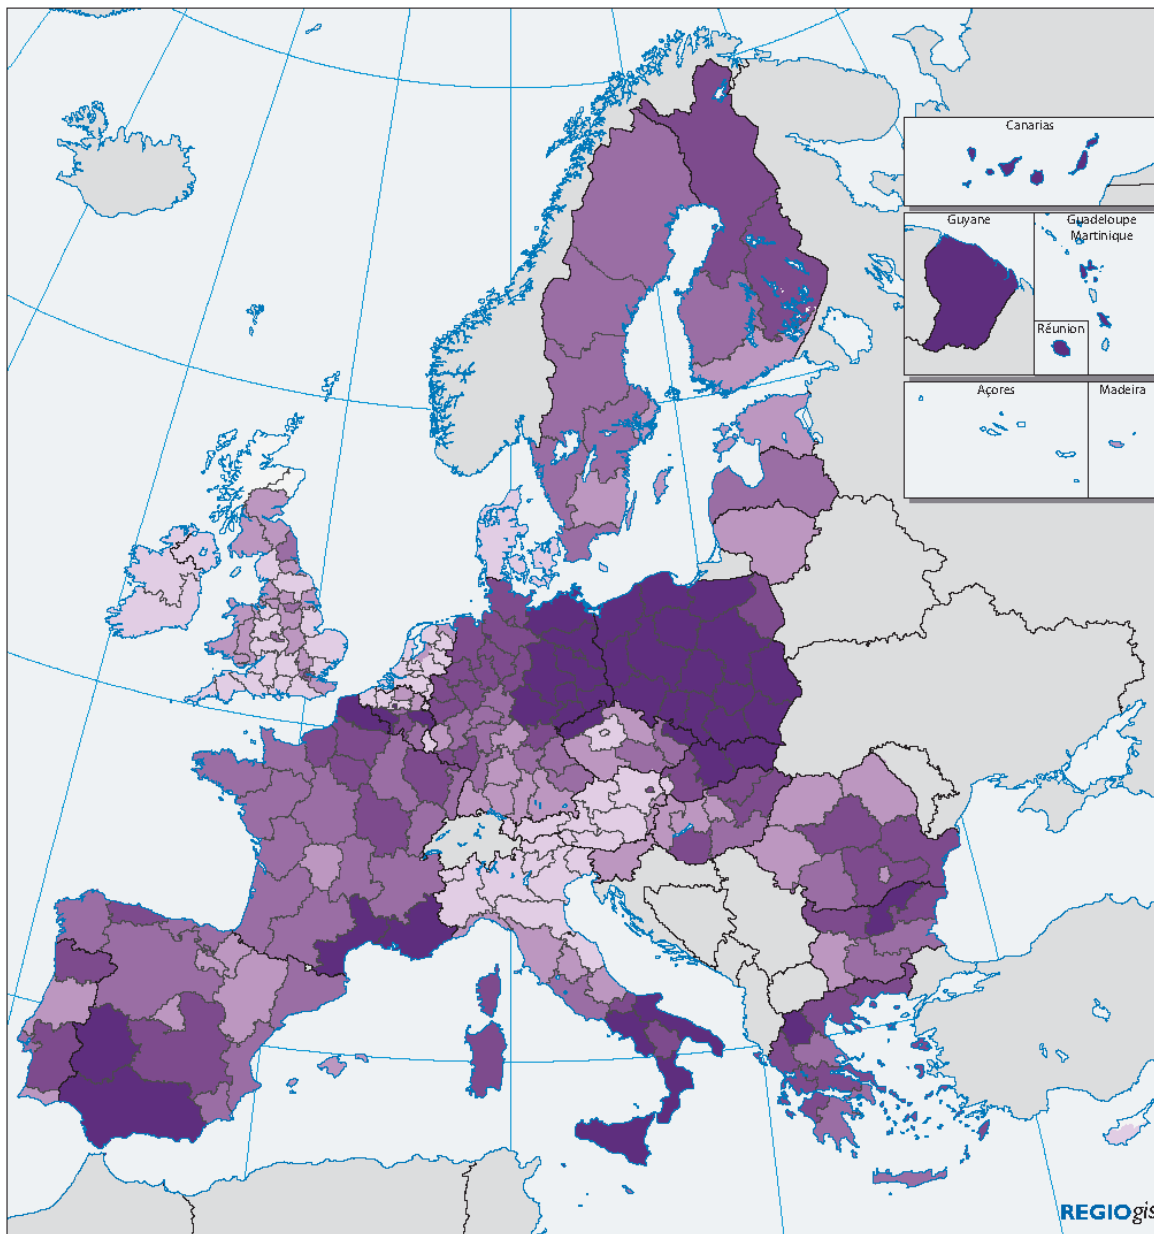 Canarias
Guyane
Guadeloupe
Martinique
Réunion
Açores
Madeira
REGIOgis